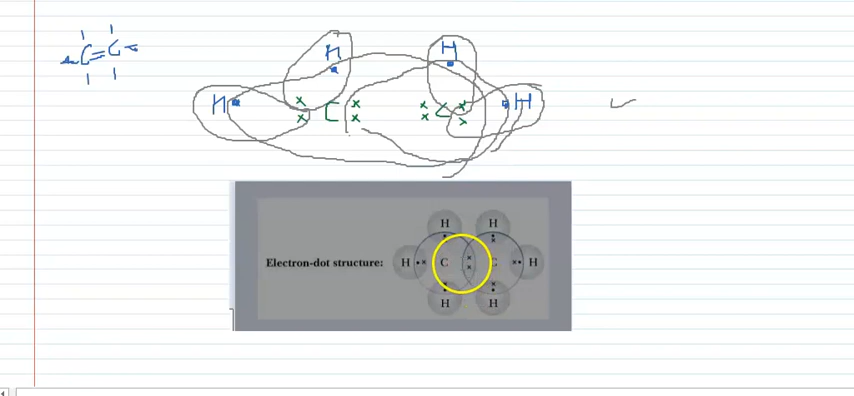 C = C
H H
H x x C x x x x C x x H
H H
Electron-dot structure: H •x C x x C x• H
H H